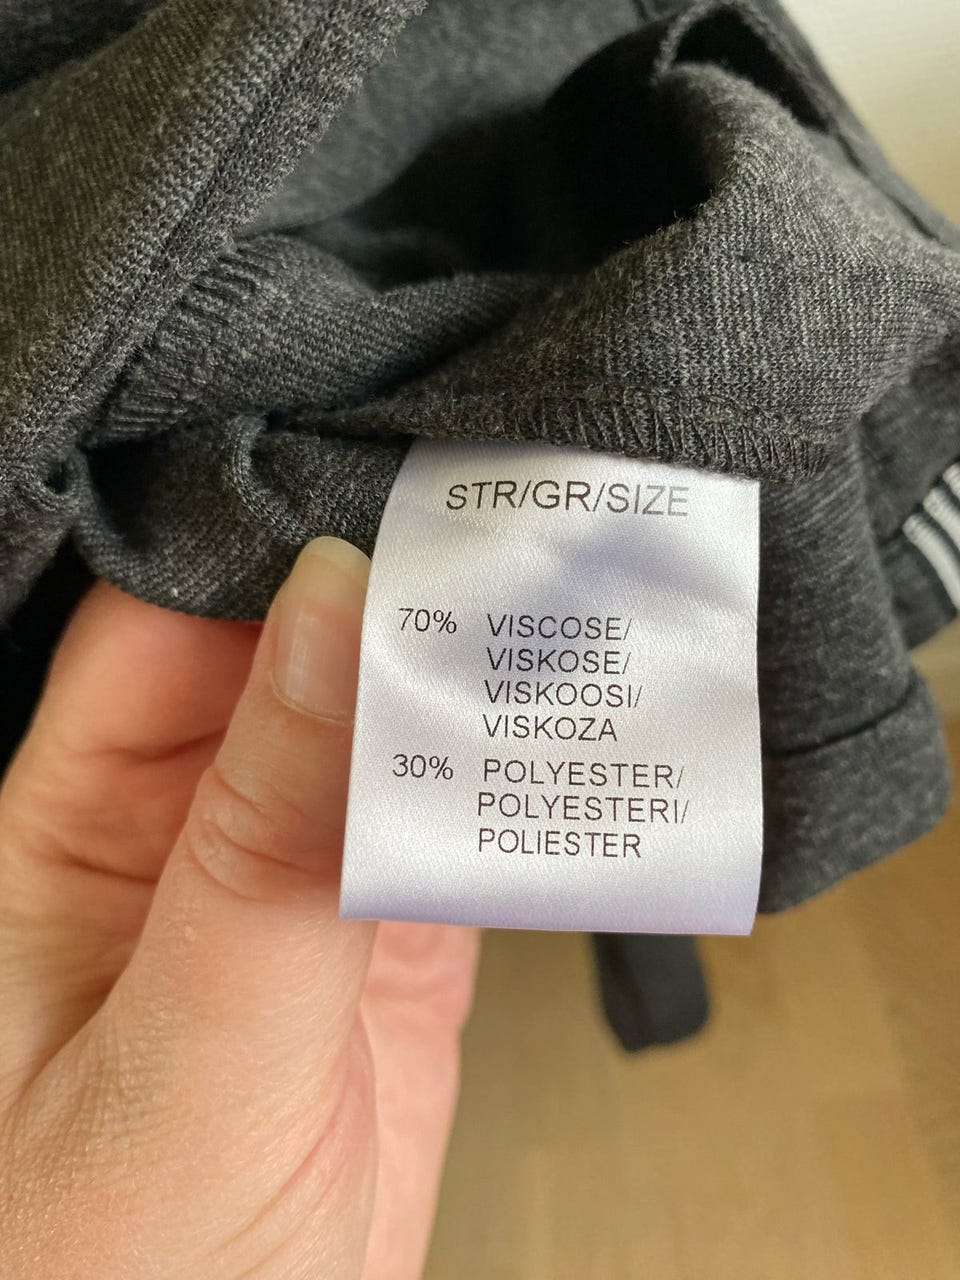 STR/GR/SIZE
70% VISCOSE/
VISKOSE/
VISKOOSI/
VISKOZA
30% POLYESTER/
POLYESTERI/
POLIESTER